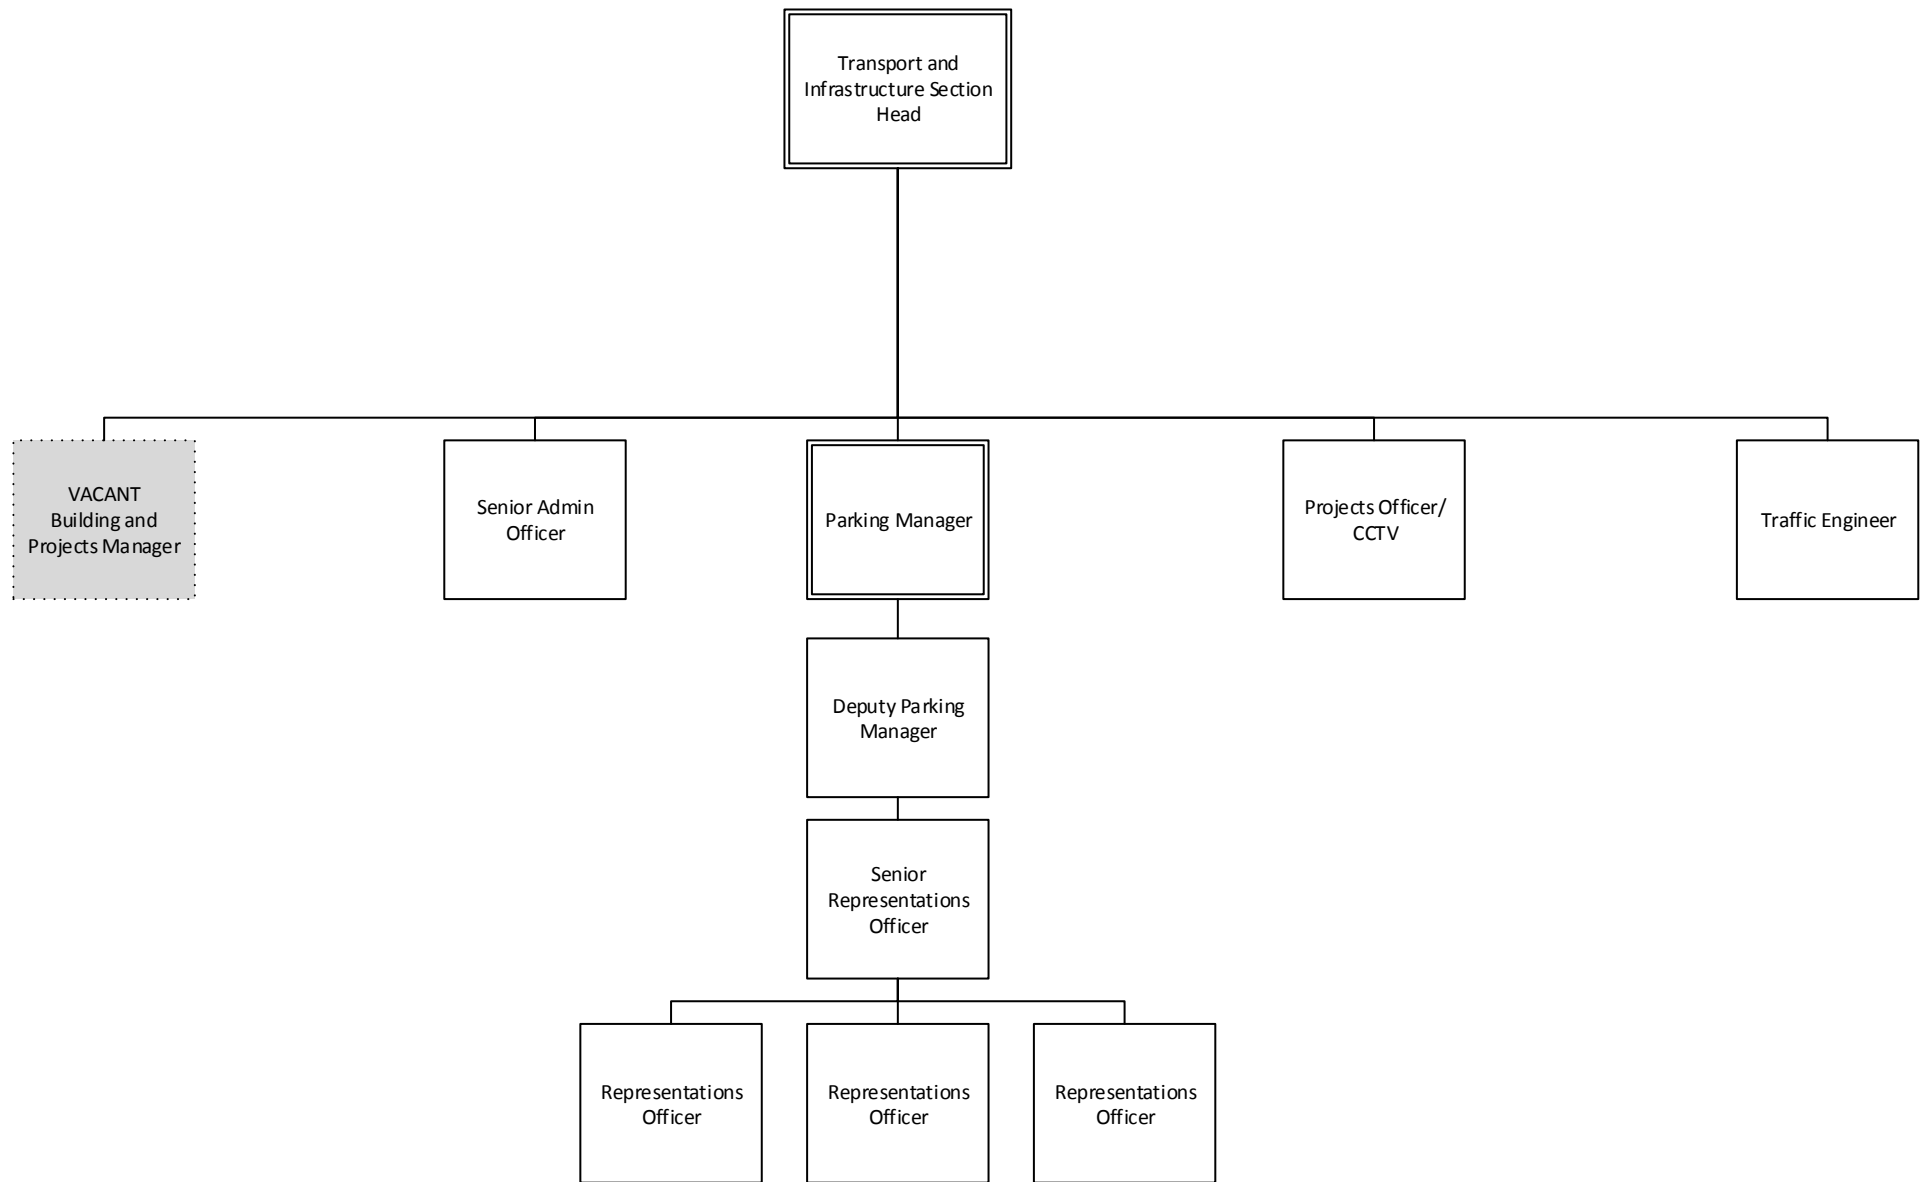 Transport and
Infrastructure Section
Head
VACANT
Building and
Projects Manager
Senior Admin
Officer
Parking Manager
Projects Officer/
CCTV
Traffic Engineer
Deputy Parking
Manager
Senior
Representations
Officer
Representations
Officer
Representations
Officer
Representations
Officer